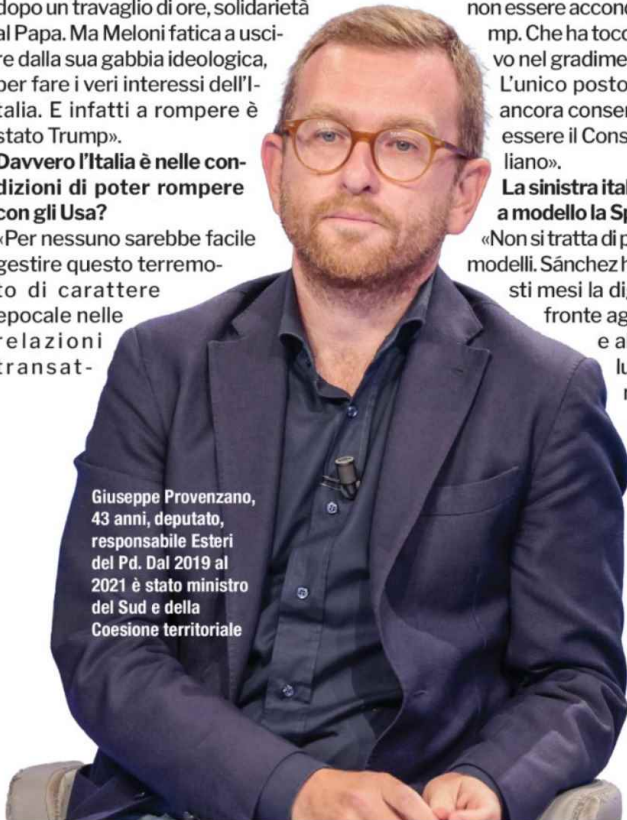 dopo un travaglio di ore, solidarietà
al Papa. Ma Meloni fatica a usci-
re dalla sua gabbia ideologica,
per fare i veri interessi dell'I-
talia. E infatti a rompere è
stato Trump».
Davvero l'Italia è nelle con-
dizioni di poter rompere
con gli Usa?
«Per nessuno sarebbe facile
gestire questo terremo-
to di carattere
epocale nelle
relazioni
transat-
non essere accond
mp. Che ha tocc
vo nel gradime
L'unico posto
ancora conser
essere il Cons
liano».
La sinistra ital
a modello la Sp
«Non si tratta di p
modelli. Sánchez h
sti mesi la dig
fronte ag
e a
lu
Giuseppe Provenzano,
43 anni, deputato,
responsabile Esteri
del Pd. Dal 2019 al
2021 è stato ministro
del Sud e della
Coesione territoriale